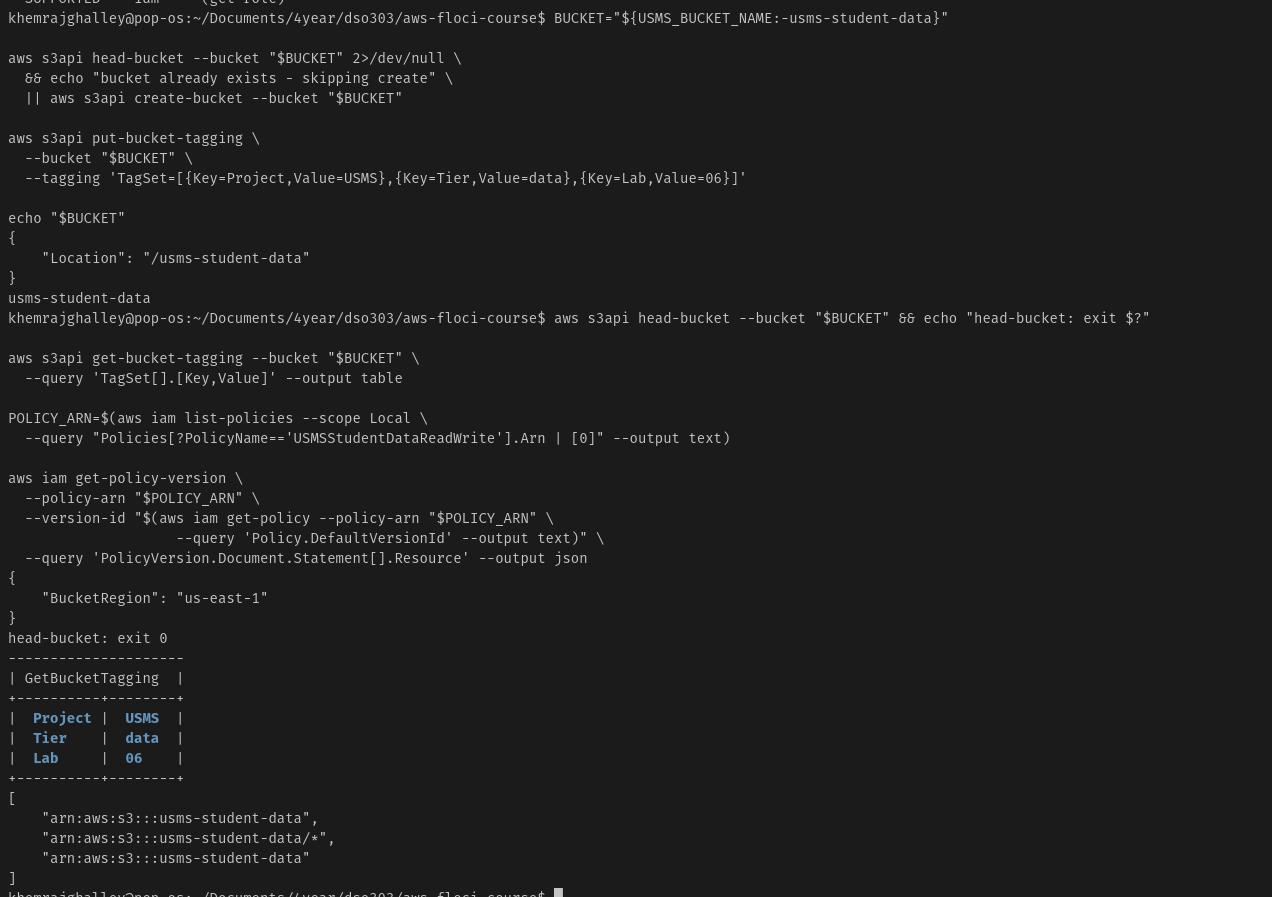 khemrajghalley@pop-os:~/Documents/4year/dso303/aws-floci-course$ BUCKET="${USMS_BUCKET_NAME:-usms-student-data}"

aws s3api head-bucket --bucket "$BUCKET" 2>/dev/null \
  && echo "bucket already exists - skipping create" \
  || aws s3api create-bucket --bucket "$BUCKET"

aws s3api put-bucket-tagging \
  --bucket "$BUCKET" \
  --tagging 'TagSet=[{Key=Project,Value=USMS},{Key=Tier,Value=data},{Key=Lab,Value=06}]'

echo "$BUCKET"
{
    "Location": "/usms-student-data"
}
usms-student-data
khemrajghalley@pop-os:~/Documents/4year/dso303/aws-floci-course$ aws s3api head-bucket --bucket "$BUCKET" && echo "head-bucket: exit $?"

aws s3api get-bucket-tagging --bucket "$BUCKET" \
  --query 'TagSet[].[Key,Value]' --output table

POLICY_ARN=$(aws iam list-policies --scope Local \
  --query "Policies[?PolicyName=='USMSStudentDataReadWrite'].Arn | [0]" --output text)

aws iam get-policy-version \
  --policy-arn "$POLICY_ARN" \
  --version-id "$(aws iam get-policy --policy-arn "$POLICY_ARN" \
                    --query 'Policy.DefaultVersionId' --output text)" \
  --query 'PolicyVersion.Document.Statement[].Resource' --output json
{
    "BucketRegion": "us-east-1"
}
head-bucket: exit 0
---------------------
| GetBucketTagging  |
+----------+--------+
|  Project |  USMS  |
|  Tier    |  data  |
|  Lab     |  06    |
+----------+--------+
[
    "arn:aws:s3:::usms-student-data",
    "arn:aws:s3:::usms-student-data/*",
    "arn:aws:s3:::usms-student-data"
]
khemrajghalley@pop-os:~/Documents/4year/dso303/aws-floci-course$